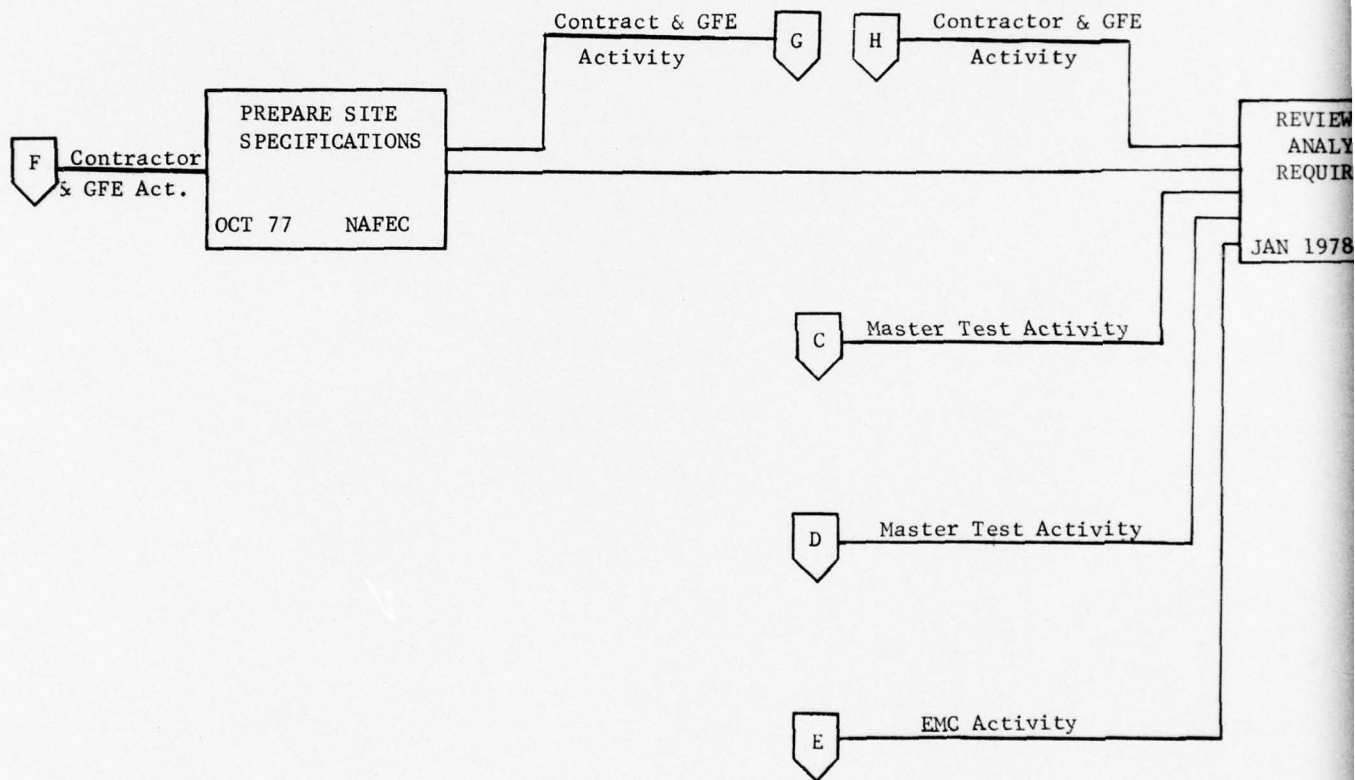 Contract & GFE
Activity
G
H
Contractor & GFE
Activity
F
Contractor
& GFE Act.
PREPARE SITE
SPECIFICATIONS
OCT 77 NAFEC
REVIEW
ANALY
REQUIR
JAN 1978
C
Master Test Activity
D
Master Test Activity
E
EMC Activity